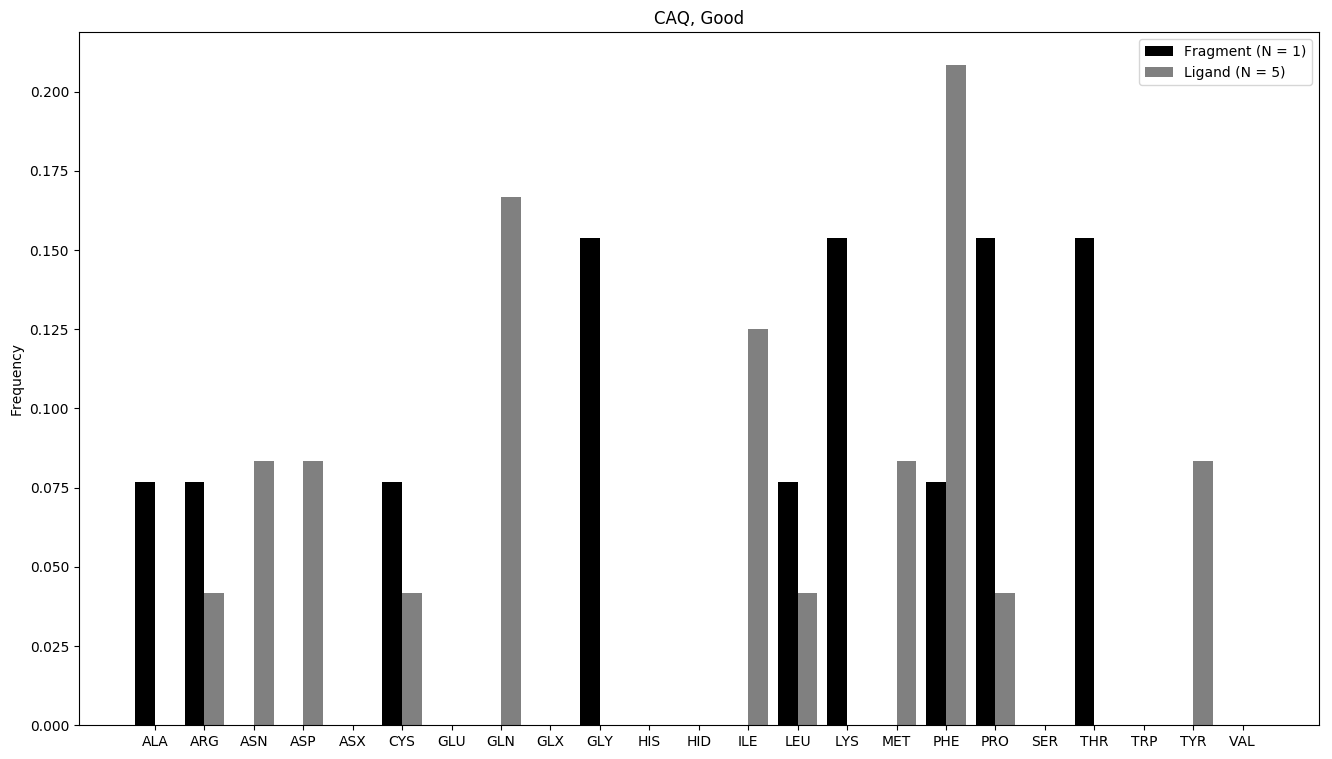 CAQ, Good
Fragment (N = 1)
Ligand (N = 5)
Frequency
0.200
0.175
0.150
0.125
0.100
0.075
0.050
0.025
0.000
ALA ARG ASN ASP ASX CYS GLU GLN GLX GLY HIS HID ILE LEU LYS MET PHE PRO SER THR TRP TYR VAL